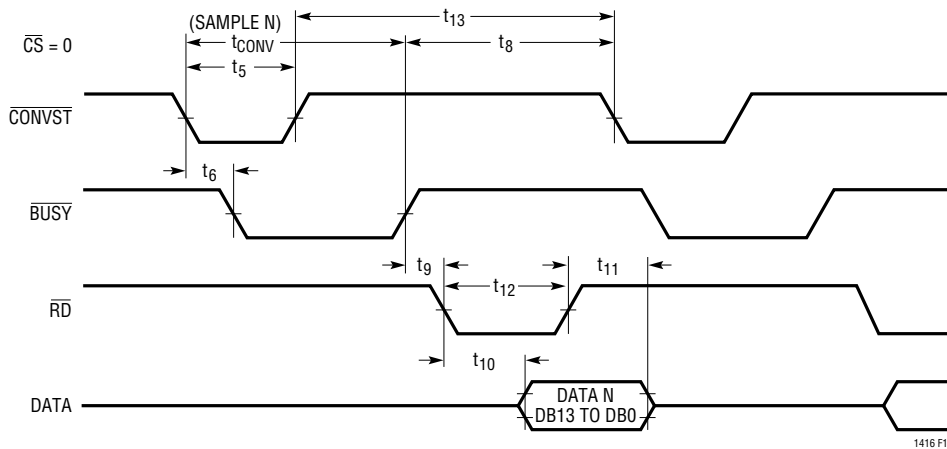 (SAMPLE N)
t13
CS = 0
tCONV
t8
t5
CONVST
t6
BUSY
t9
t12
t11
RD
t10
DATA
DATA N
DB13 TO DB0
1416 F1